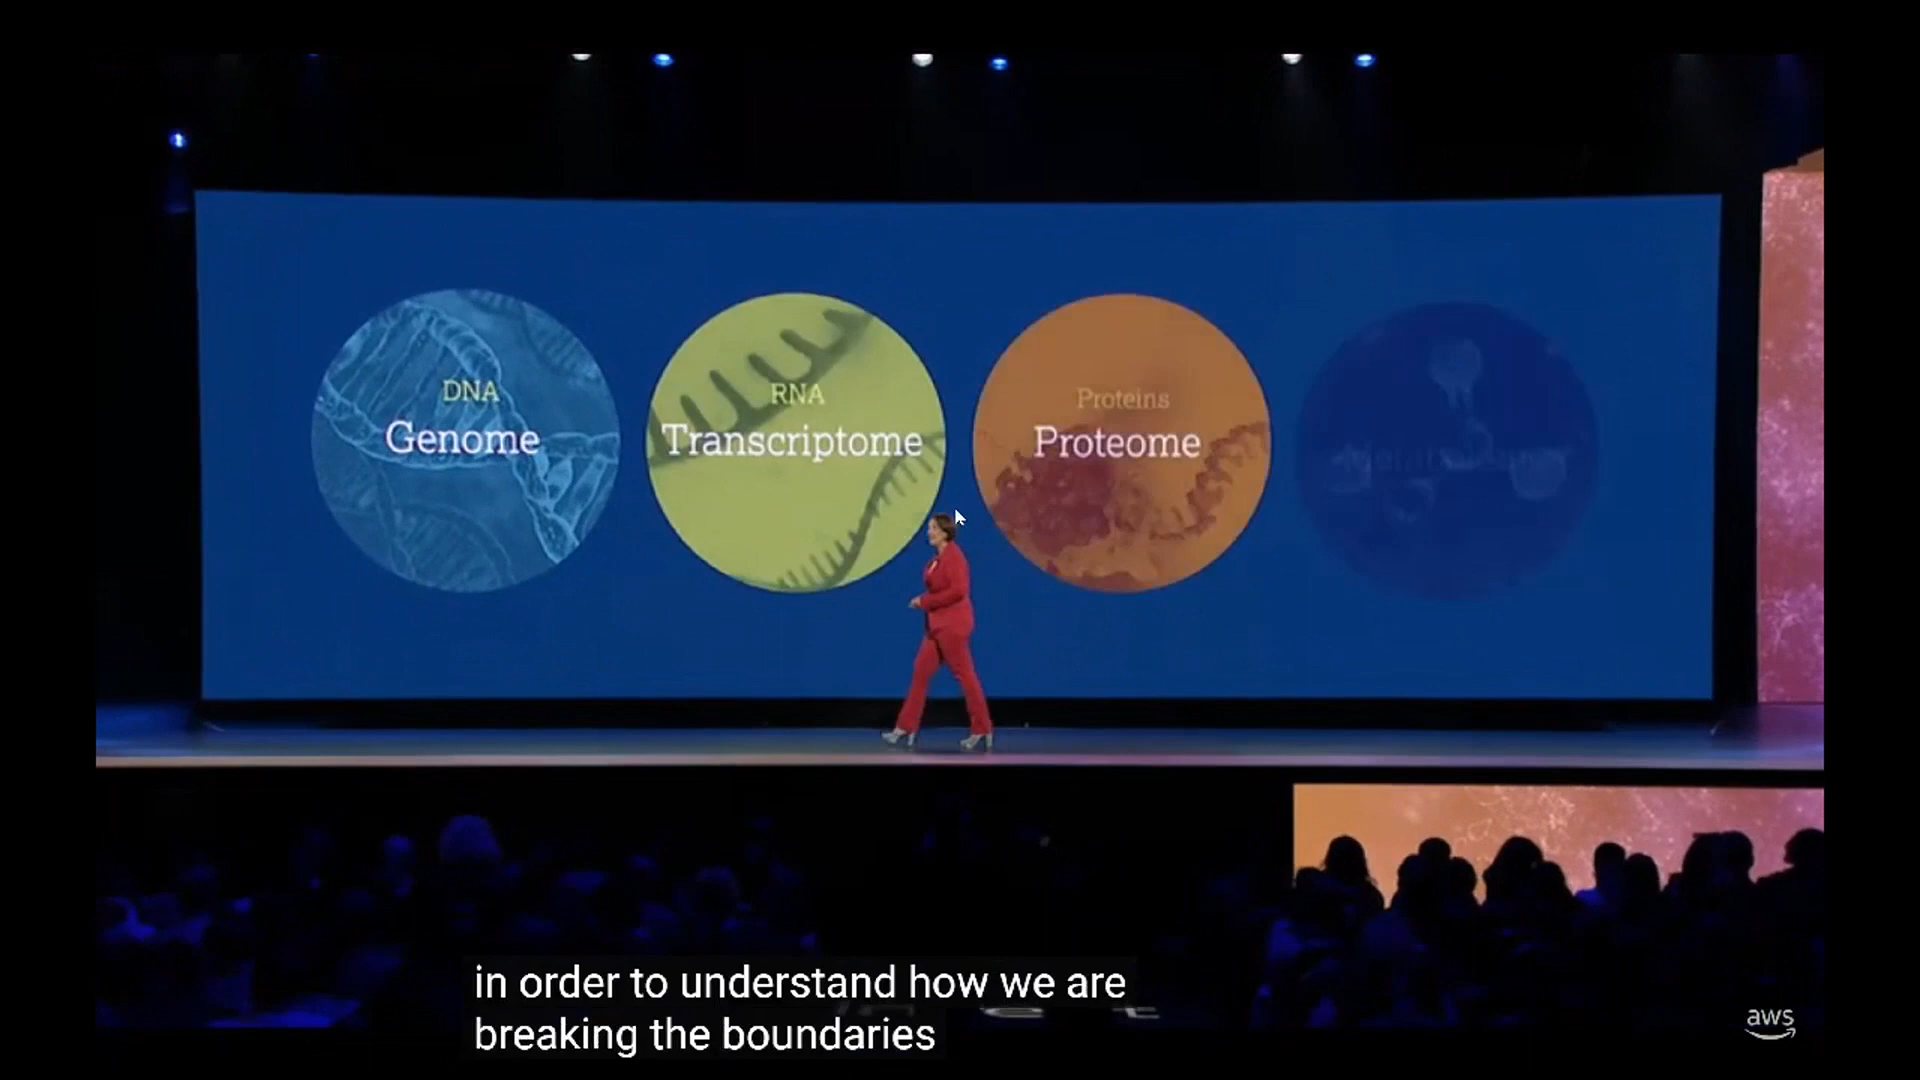 DNA
Genome
RNA
Transcriptome
Proteins
Proteome
in order to understand how we are
breaking the boundaries
aws